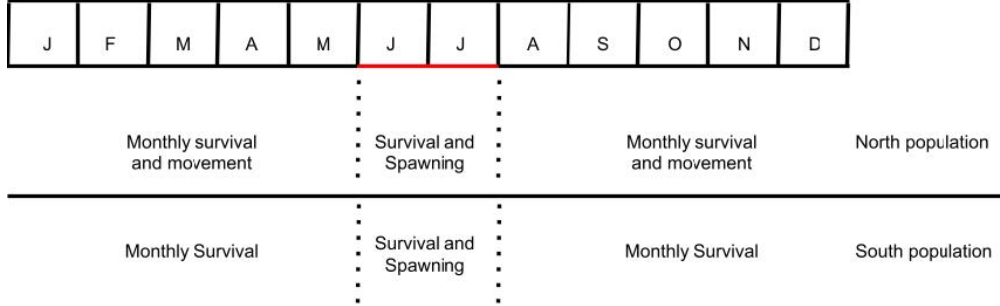 J F M A M J J A S O N D
Monthly survival and movement
Survival and Spawning
Monthly survival and movement
North population
Monthly Survival
Survival and Spawning
Monthly Survival
South population